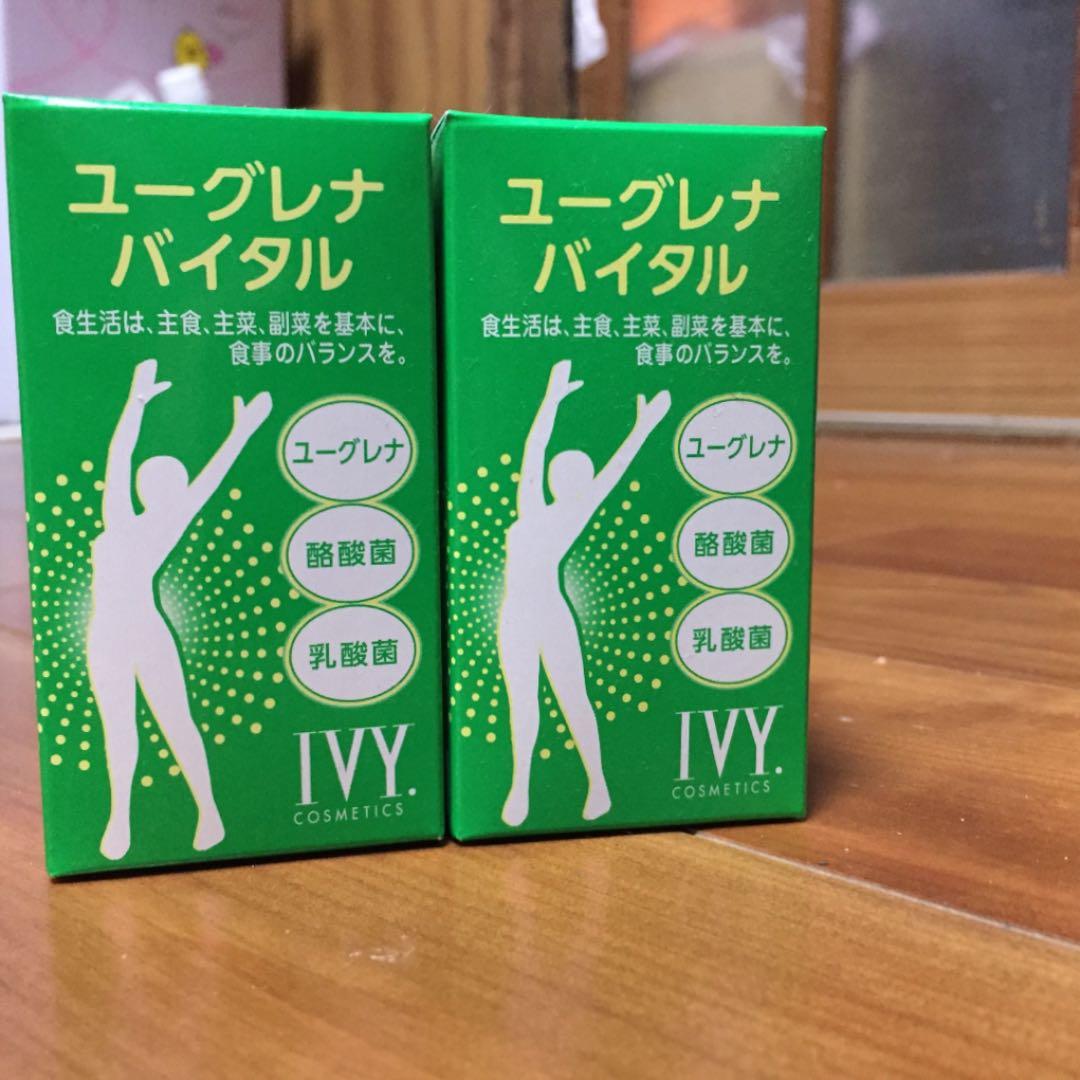 ユーグレナ
バイタル
食生活は、主食、主菜、副菜を基本に、
食事のバランスを。
ユーグレナ
酪酸菌
乳酸菌
IVY.
COSMETICS
ユーグレナ
バイタル
食生活は、主食、主菜、副菜を基本に、
食事のバランスを。
ユーグレナ
酪酸菌
乳酸菌
IVY.
COSMETICS